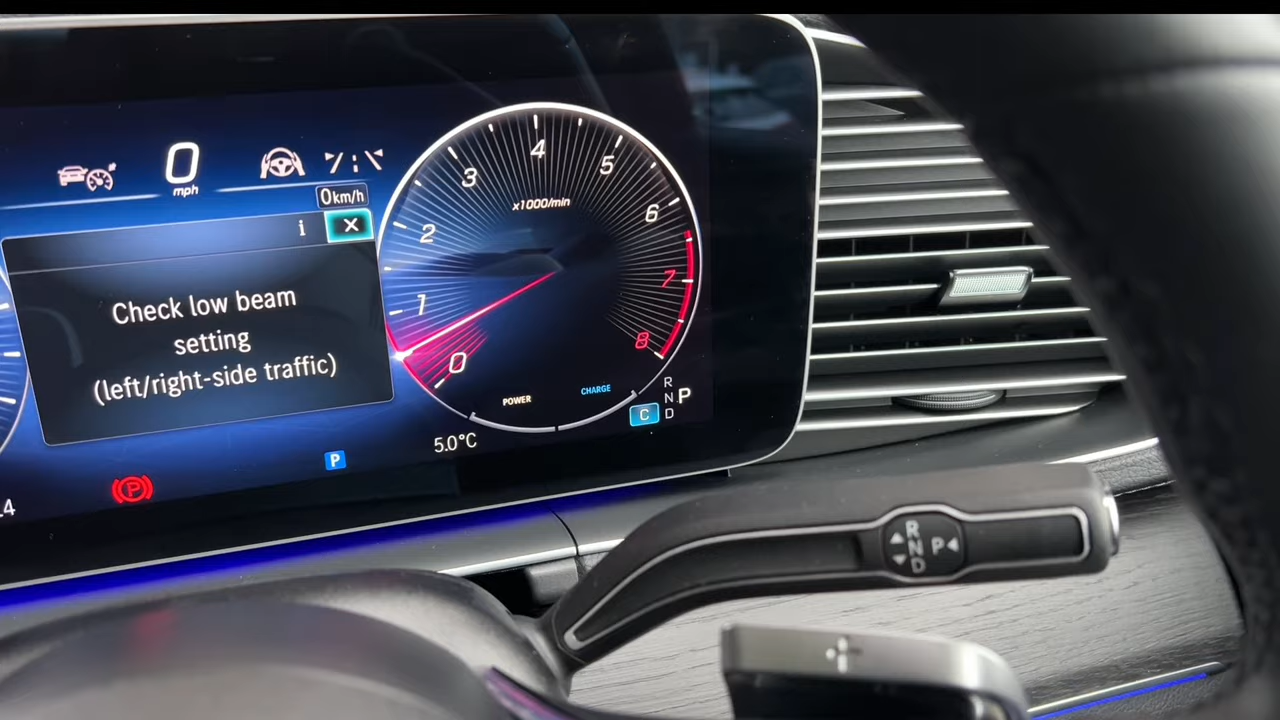 0
mph
0km/h
i
Check low beam
setting
(left/right-side traffic)
4
3
5
x1000/min
2
6
1
7
0
8
POWER
CHARGE
C
R
N
D
P
5.0°C
P
P
.4
R
N
D
P